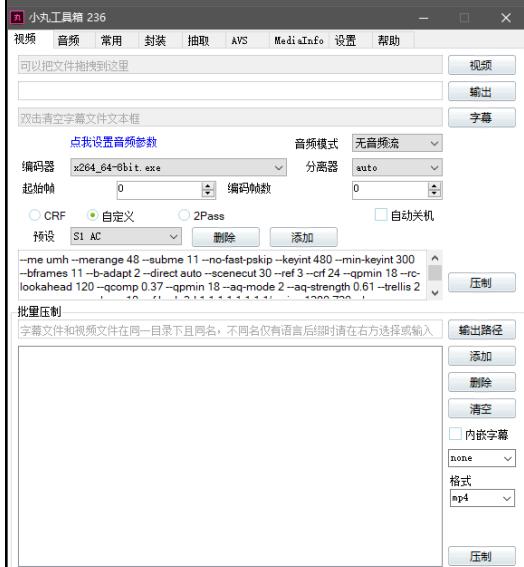 丸 小丸工具箱 236
视频 音频 常用 封装 抽取 AVS MediaInfo 设置 帮助
可以把文件拖拽到这里 视频
输出
双击清空字幕文件文本框 字幕
点我设置音频参数 音频模式 无音频流
编码器 x264_64-8bit.exe 分离器 auto
起始帧 0 编码帧数 0
CRF 自定义 2Pass 自动关机
预设 S1 AC 删除 添加
--me umh --merange 48 --subme 11 --no-fast-pskip --keyint 480 --min-keyint 300
--bframes 11 --b-adapt 2 --direct auto --scenecut 30 --ref 3 --crf 24 --qpmin 18 --rc-
lookahead 120 --qcomp 0.37 --qpmin 18 --aq-mode 2 --aq-strength 0.61 --trellis 2
压制
批量压制
字幕文件和视频文件在同一目录下且同名，不同名仅有语言后缀时请在右方选择或输入 输出路径
添加
删除
清空
内嵌字幕
none
格式
mp4
压制